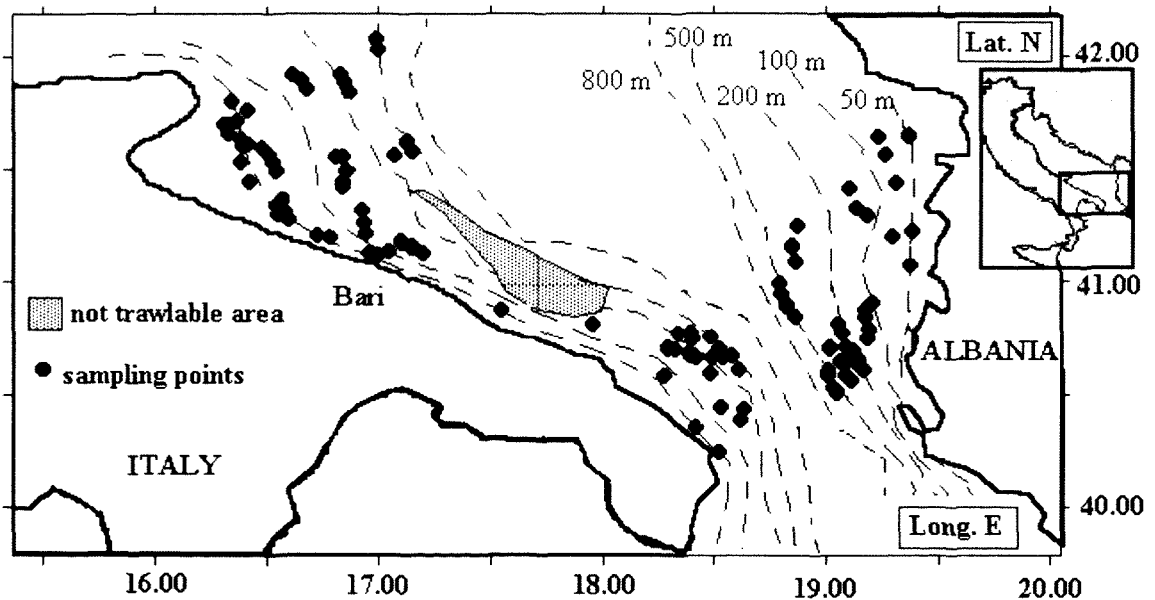 Lat. N
42.00
500 m
100 m
800 m
200 m
50 m
41.00
Bari
not trawlable area
sampling points
ALBANIA
ITALY
40.00
Long. E
16.00
17.00
18.00
19.00
20.00